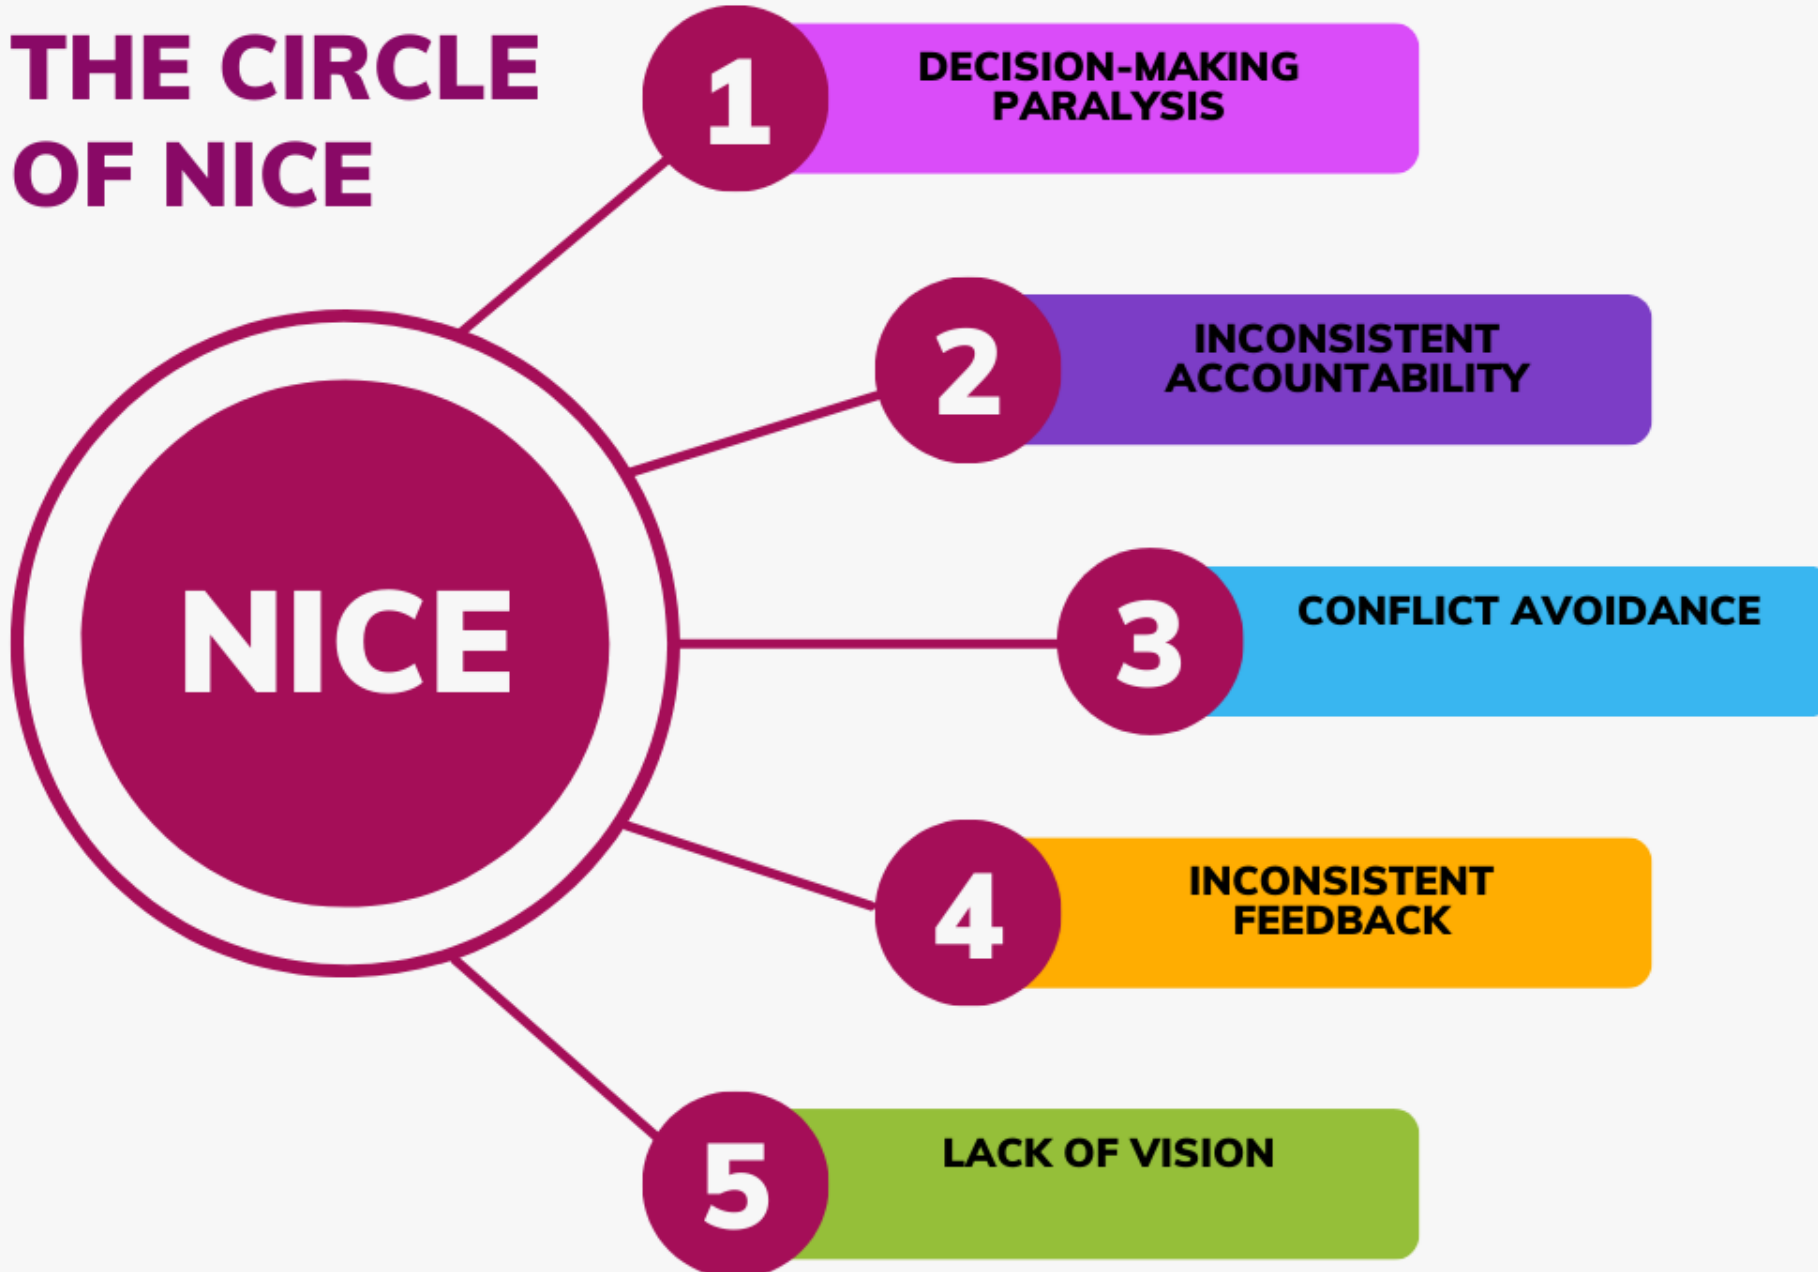 THE CIRCLE
OF NICE
NICE
1
DECISION-MAKING
PARALYSIS
2
INCONSISTENT
ACCOUNTABILITY
3
CONFLICT AVOIDANCE
4
INCONSISTENT
FEEDBACK
5
LACK OF VISION